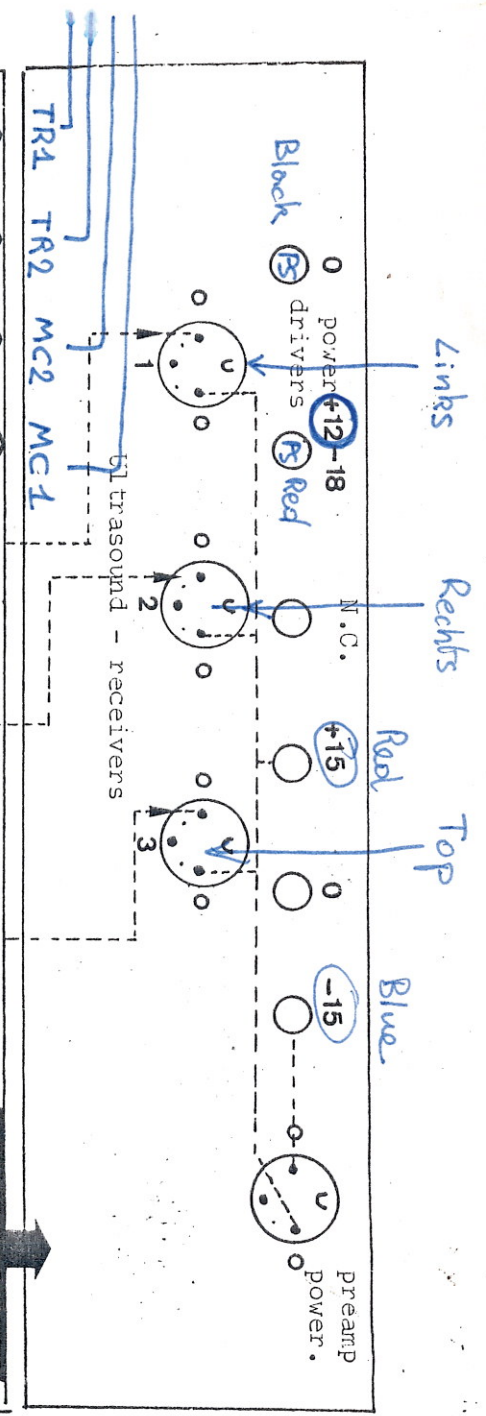 Links Rechts Top
Red Blue
0 +12-18 N.C. +15 0 -15
power
drivers
Black PS PS Red
preamp
power.
1 2 3
Ultrasound - receivers
TR1 TR2 MC2 MC1